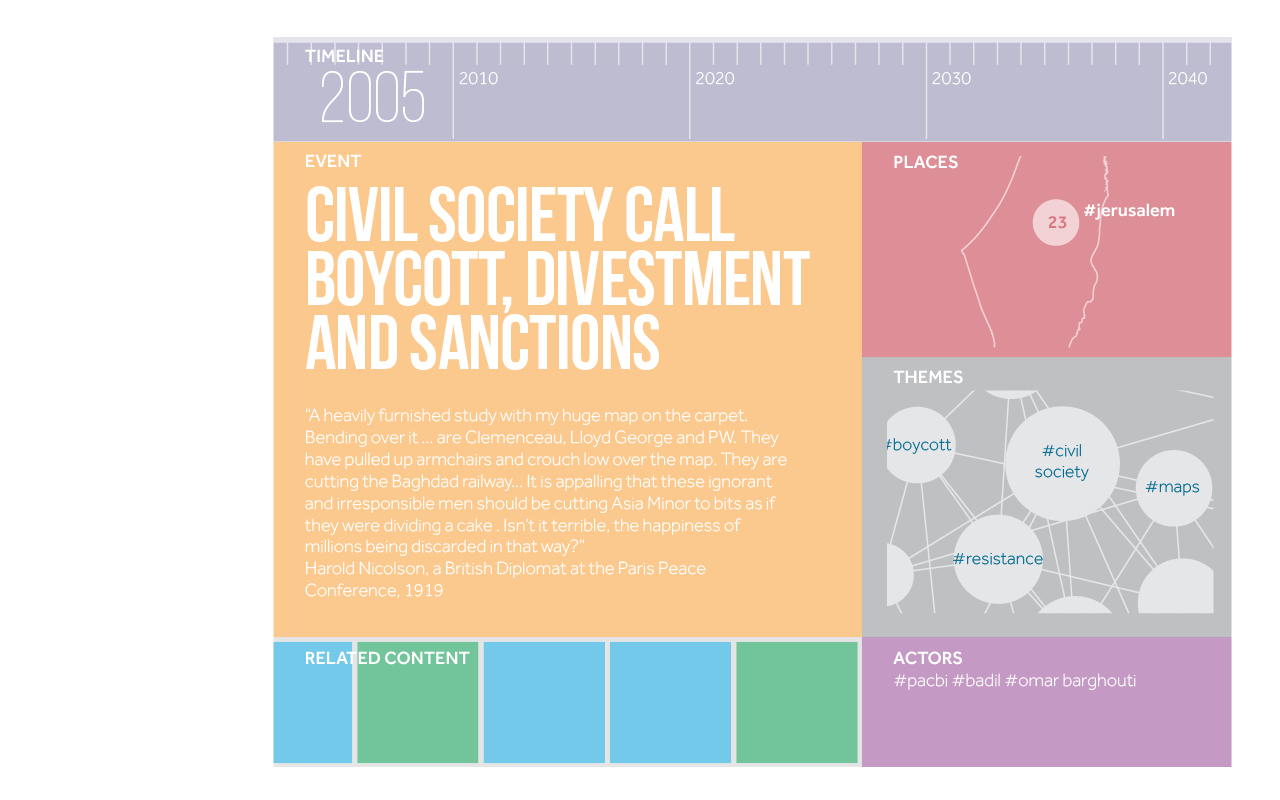 TIMELINE
2005
2010
2020
2030
2040
EVENT
CIVIL SOCIETY CALL
BOYCOTT, DIVESTMENT
AND SANCTIONS
“A heavily furnished study with my huge map on the carpet.
Bending over it ... are Clemenceau, Lloyd George and PW. They
have pulled up armchairs and crouch low over the map. They are
cutting the Baghdad railway... It is appalling that these ignorant
and irresponsible men should be cutting Asia Minor to bits as if
they were dividing a cake . Isn’t it terrible, the happiness of
millions being discarded in that way?“
Harold Nicolson, a British Diplomat at the Paris Peace
Conference, 1919
PLACES
23
#jerusalem
THEMES
#boycott
#civil
society
#maps
#resistance
RELATED CONTENT
ACTORS
#pacbi #badil #omar barghouti